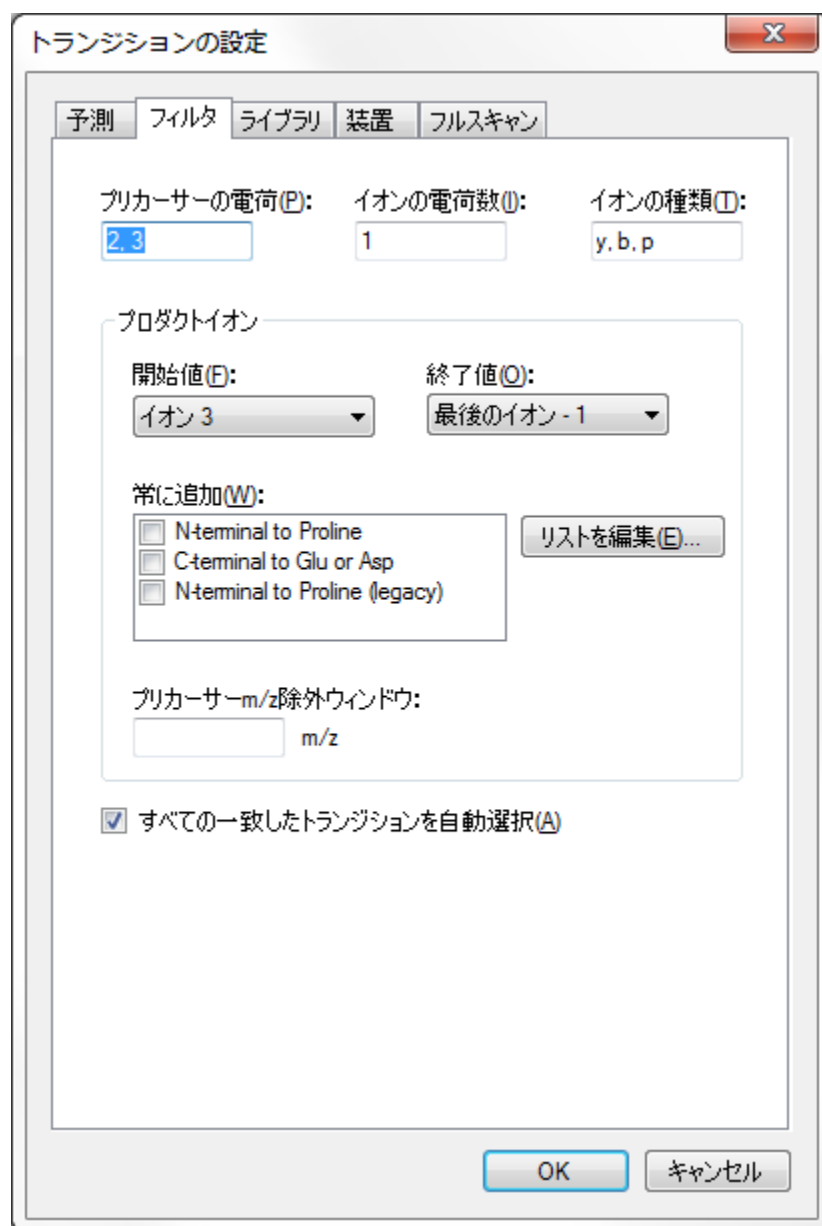 トランジションの設定
予測 フィルタ ライブラリ 装置 フルスキャン
プリカーサーの電荷(P): イオンの電荷数(I): イオンの種類(T):
2, 3 1 y, b, p
プロダクトイオン
開始値(F): 終了値(O):
イオン 3 最後のイオン - 1
常に追加(W):
N-terminal to Proline リストを編集(E)...
C-terminal to Glu or Asp
N-terminal to Proline (legacy)
プリカーサーm/z除外ウィンドウ:
m/z
すべての一致したトランジションを自動選択(A)
OK キャンセル